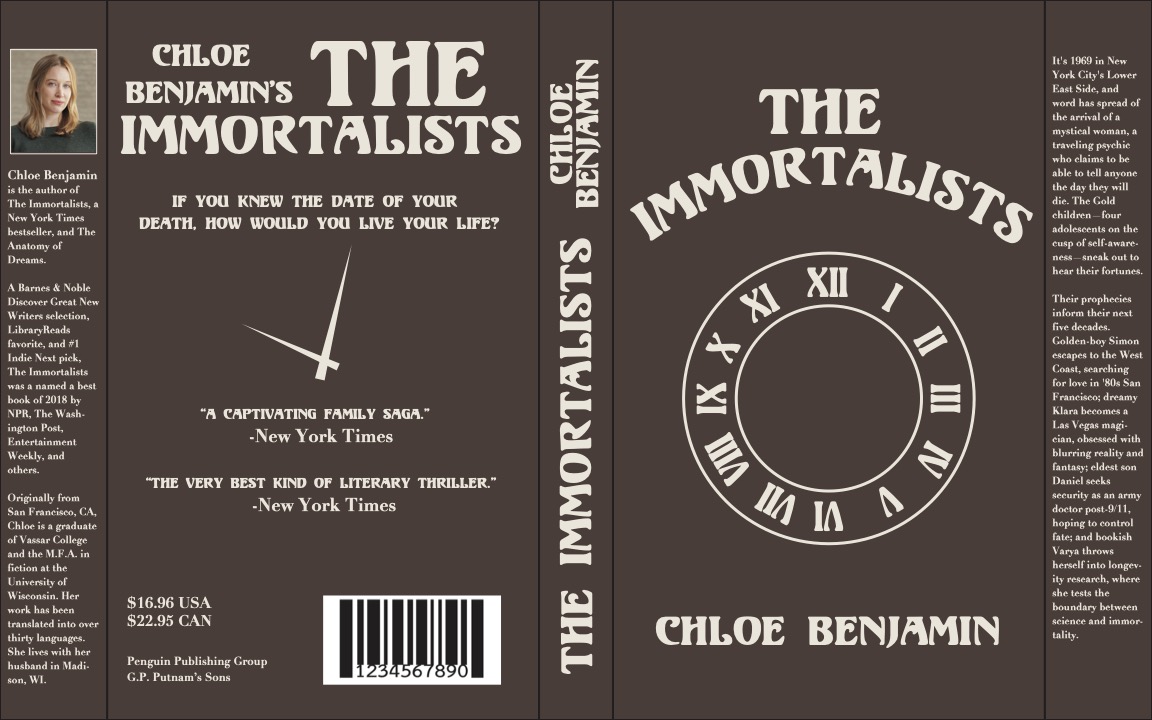 Chloe Benjamin
is the author of
The Immortalists, a
New York Times
bestseller, and The
Anatomy of
Dreams.
A Barnes & Noble
Discover Great New
Writers selection,
LibraryReads
favorite, and #1
Indie Next pick,
The Immortalists
was a named a best
book of 2018 by
NPR, The Wash-
ington Post,
Entertainment
Weekly, and
others.
Originally from
San Francisco, CA,
Chloe is a graduate
of Vassar College
and the M.F.A. in
fiction at the
University of
Wisconsin. Her
work has been
translated into over
thirty languages.
She lives with her
husband in Madi-
son, WI.
CHLOE
BENJAMIN'S
THE
IMMORTALISTS
IF YOU KNEW THE DATE OF YOUR
DEATH, HOW WOULD YOU LIVE YOUR LIFE?
“A CAPTIVATING FAMILY SAGA.”
-New York Times
“THE VERY BEST KIND OF LITERARY THRILLER.”
-New York Times
$16.96 USA
$22.95 CAN
Penguin Publishing Group
G.P. Putnam's Sons
1234567890
THE IMMORTALISTS
CHLOE
BENJAMIN
THE
IMMORTALISTS
XII
I
II
III
IV
V
VI
VII
VIII
IX
X
XI
CHLOE BENJAMIN
It's 1969 in New
York City's Lower
East Side, and
word has spread of
the arrival of a
mystical woman, a
traveling psychic
who claims to be
able to tell anyone
the day they will
die. The Gold
children—four
adolescents on the
cusp of self-aware-
ness—sneak out to
hear their fortunes.
Their prophecies
inform their next
five decades.
Golden-boy Simon
escapes to the West
Coast, searching
for love in '80s San
Francisco; dreamy
Klara becomes a
Las Vegas magi-
cian, obsessed with
blurring reality and
fantasy; eldest son
Daniel seeks
security as an army
doctor post-9/11,
hoping to control
fate; and bookish
Varya throws
herself into longev-
ity research, where
she tests the
boundary between
science and immor-
tality.